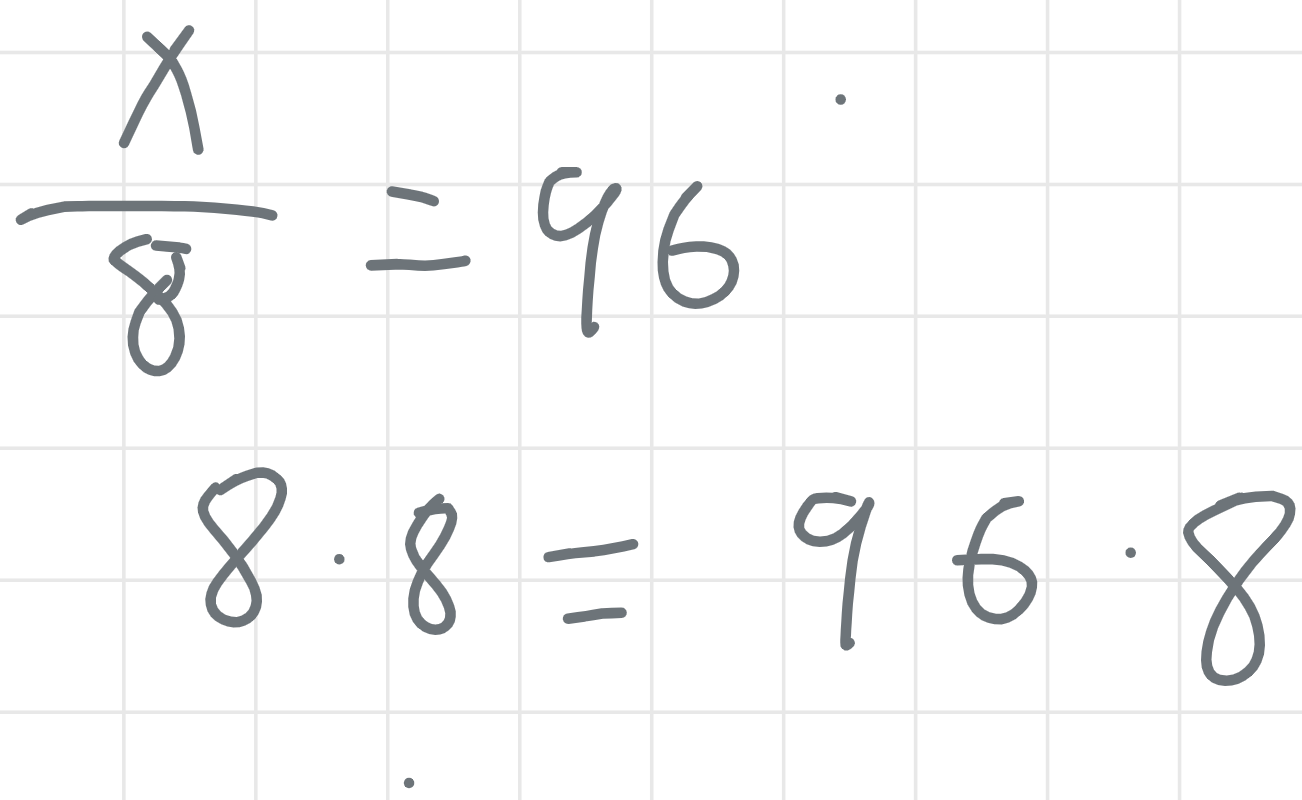 x/8 = 96
8 · 8 = 96 · 8